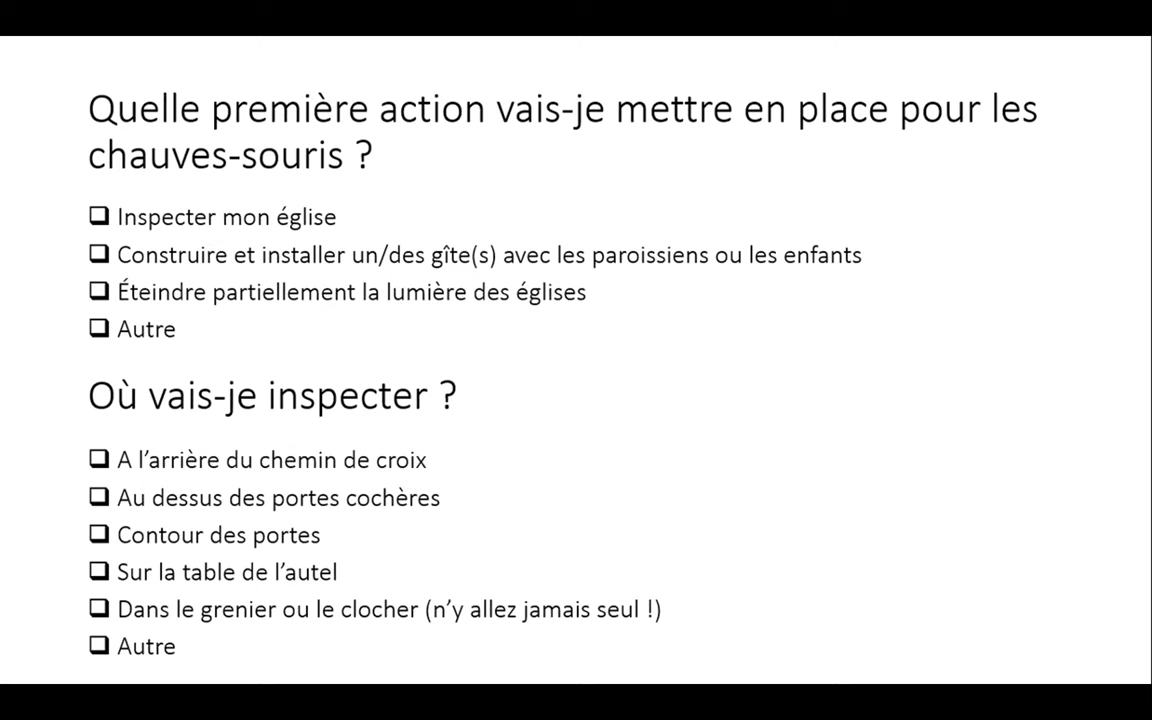 Quelle première action vais-je mettre en place pour les
chauves-souris ?
Inspecter mon église
Construire et installer un/des gîte(s) avec les paroissiens ou les enfants
Éteindre partiellement la lumière des églises
Autre
Où vais-je inspecter ?
A l’arrière du chemin de croix
Au dessus des portes cochères
Contour des portes
Sur la table de l’autel
Dans le grenier ou le clocher (n’y allez jamais seul !)
Autre